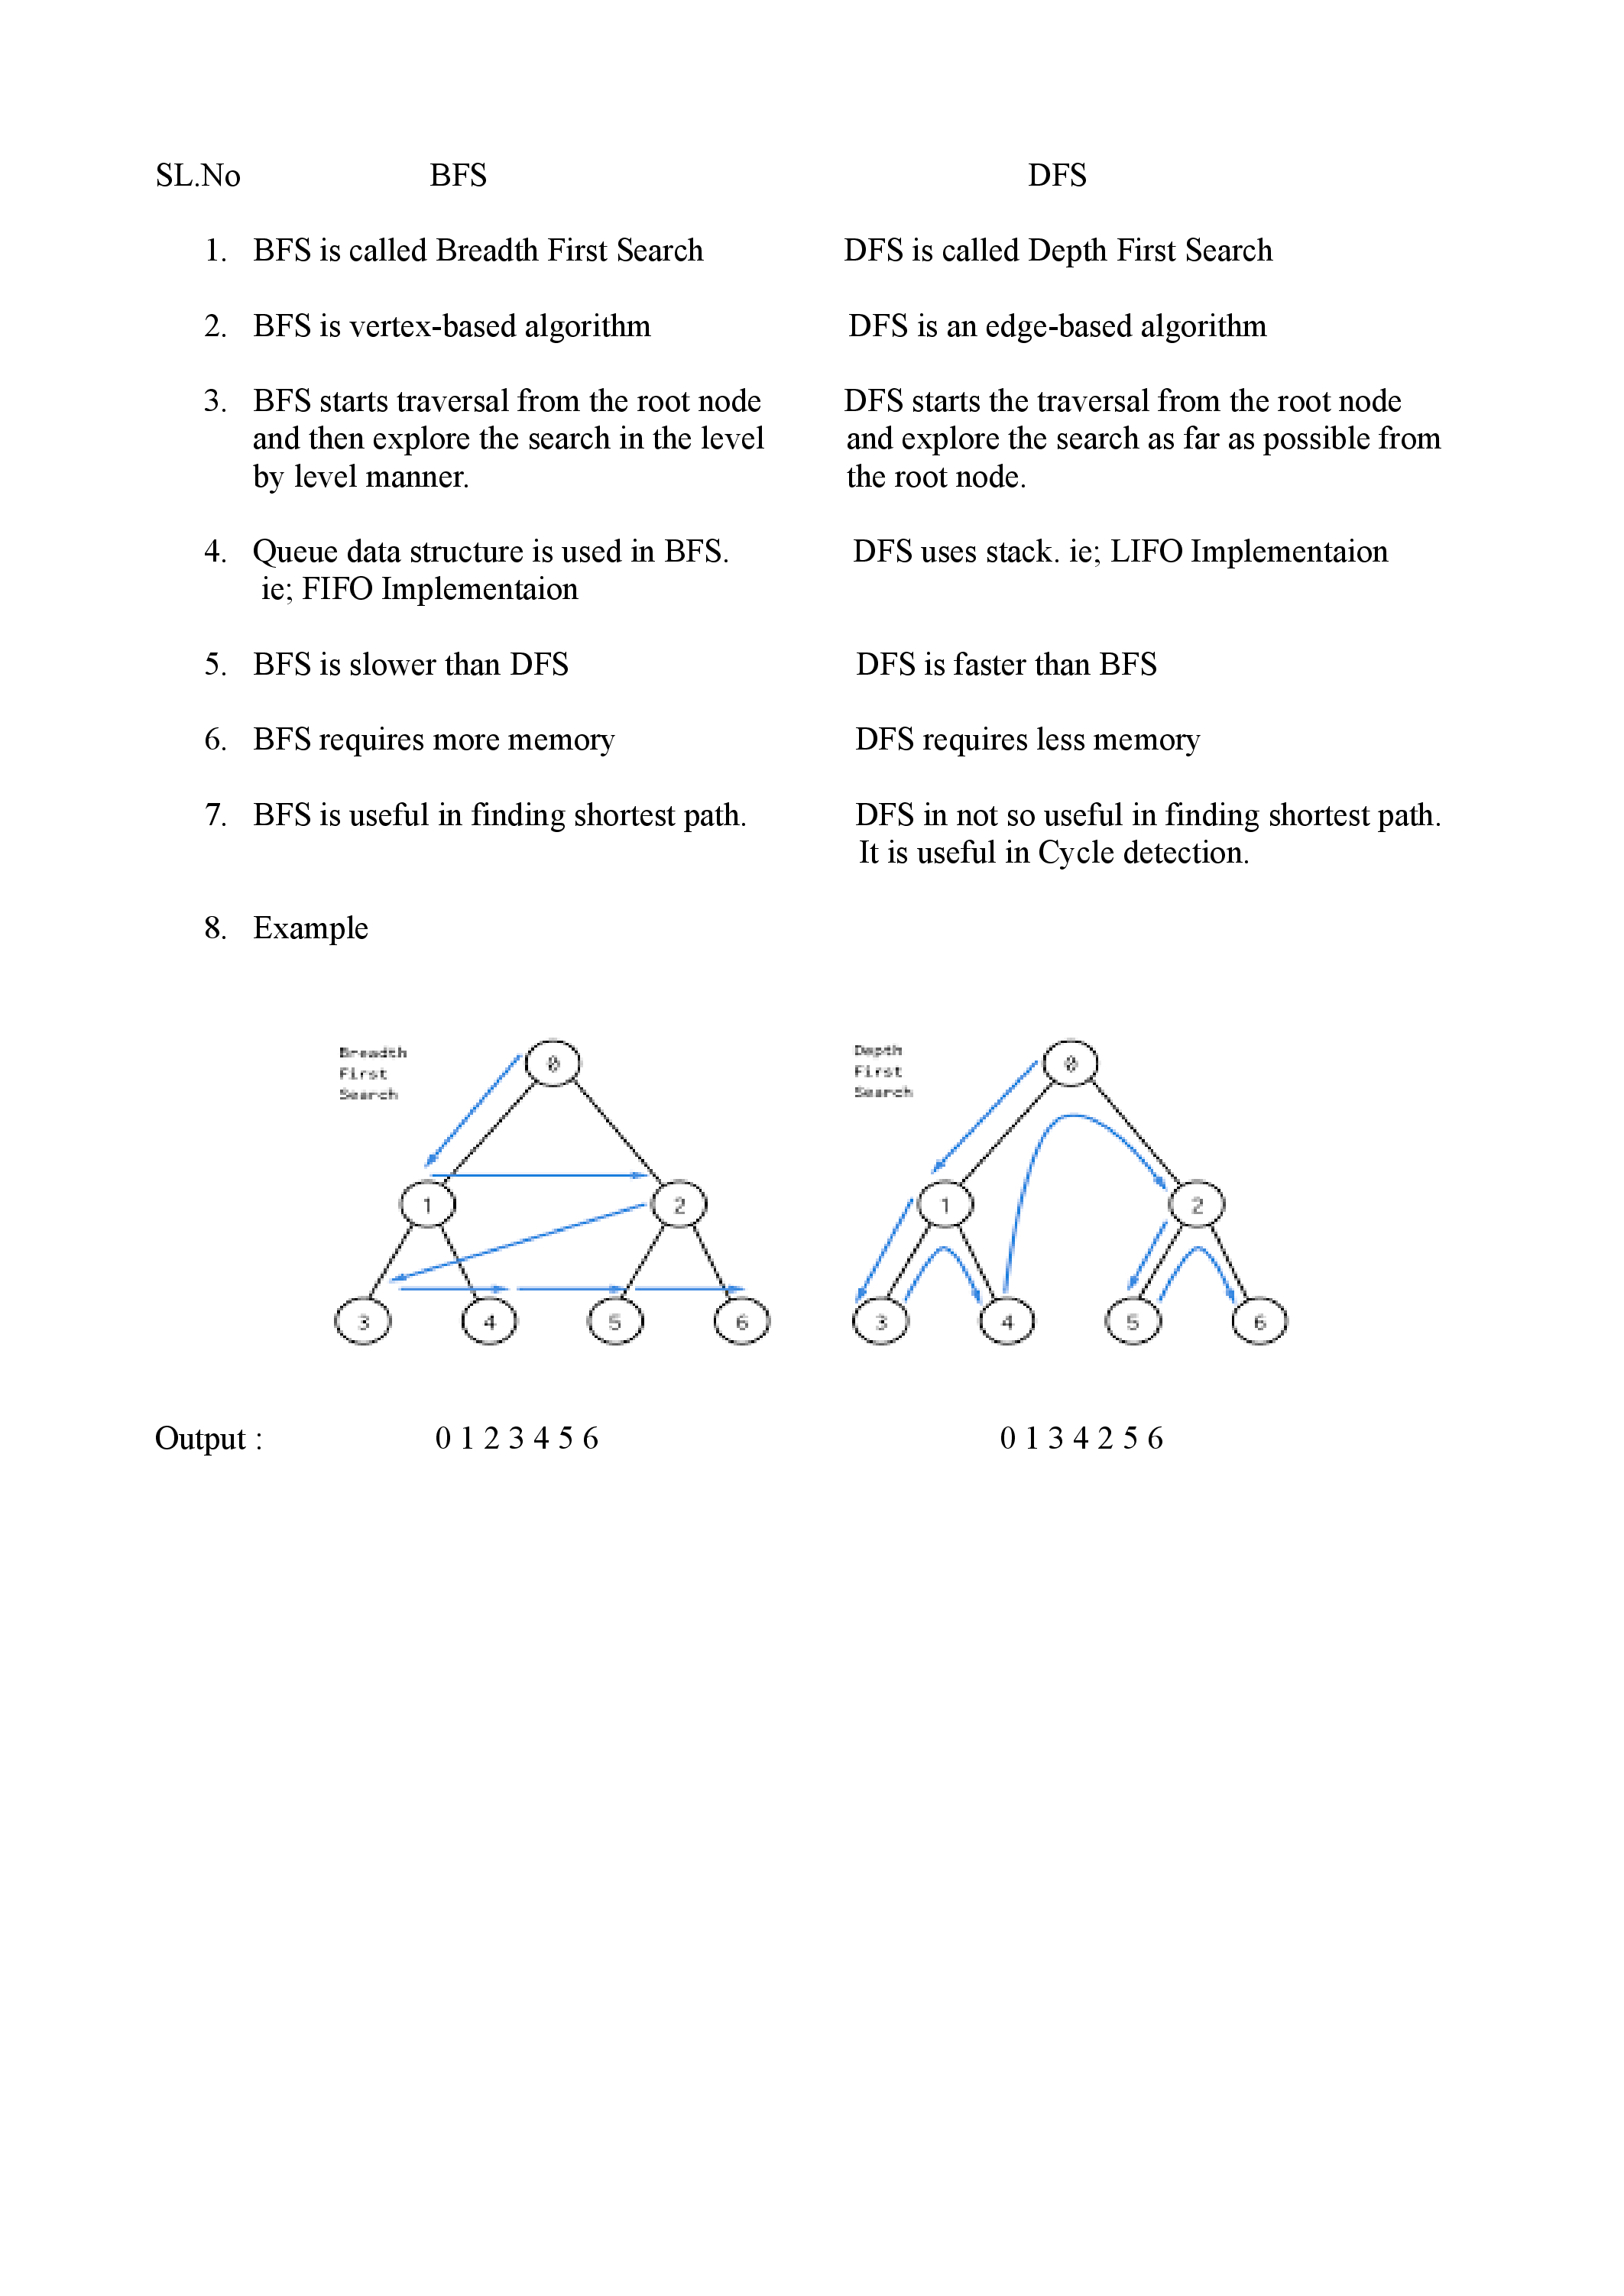 SL.No BFS DFS
1. BFS is called Breadth First Search DFS is called Depth First Search
2. BFS is vertex-based algorithm DFS is an edge-based algorithm
3. BFS starts traversal from the root node DFS starts the traversal from the root node
and then explore the search in the level and explore the search as far as possible from
by level manner. the root node.
4. Queue data structure is used in BFS. DFS uses stack. ie; LIFO Implementaion
ie; FIFO Implementaion
5. BFS is slower than DFS DFS is faster than BFS
6. BFS requires more memory DFS requires less memory
7. BFS is useful in finding shortest path. DFS in not so useful in finding shortest path.
It is useful in Cycle detection.
8. Example
Breadth
First
Search
0
1 2
3 4 5 6
Depth
First
Search
0
1 2
3 4 5 6
Output : 0 1 2 3 4 5 6 0 1 3 4 2 5 6